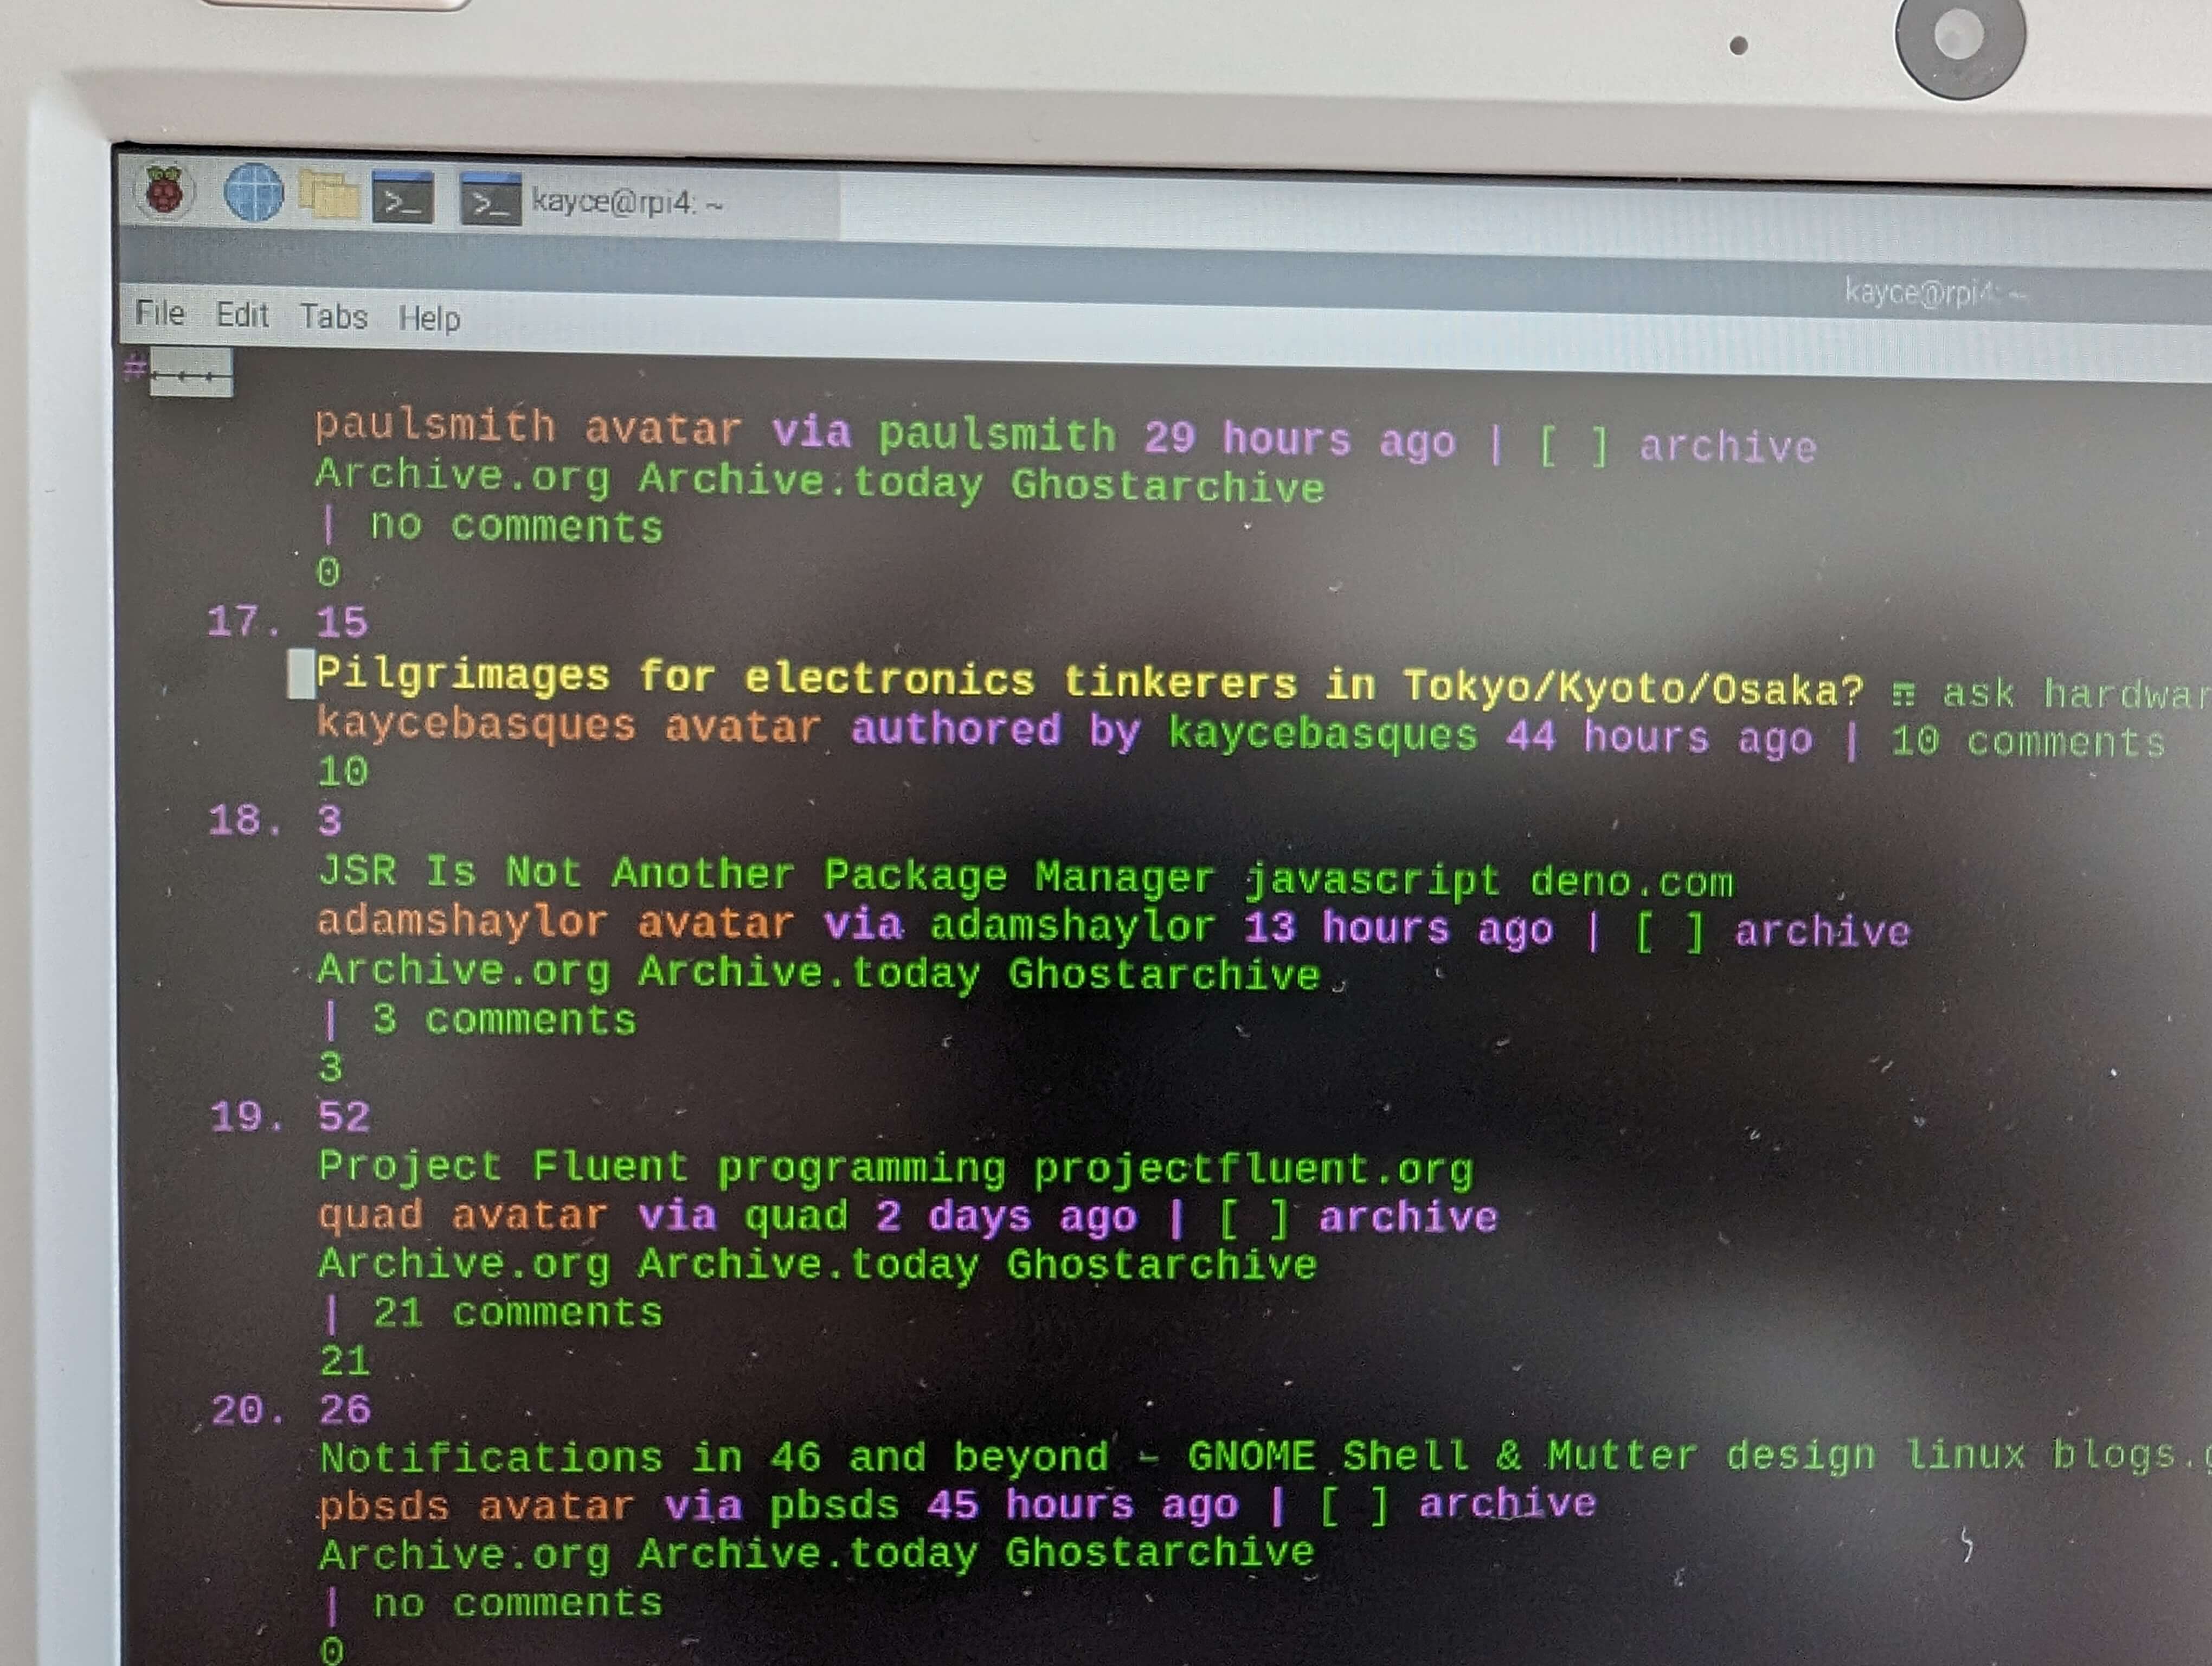 kayce@rpi4: ~
kayce@rpi4: ~
File Edit Tabs Help
#
paulsmith avatar via paulsmith 29 hours ago | [ ] archive
Archive.org Archive.today Ghostarchive
| no comments
0
17. 15
Pilgrimages for electronics tinkerers in Tokyo/Kyoto/Osaka? ask
kaycebasques avatar authored by kaycebasques 44 hours ago | 10 comments
10
18. 3
JSR Is Not Another Package Manager javascript deno.com
adamshaylor avatar via adamshaylor 13 hours ago | [ ] archive
Archive.org Archive.today Ghostarchive
| 3 comments
3
19. 52
Project Fluent programming projectfluent.org
quad avatar via quad 2 days ago | [ ] archive
Archive.org Archive.today Ghostarchive
| 21 comments
21
20. 26
Notifications in 46 and beyond – GNOME Shell & Mutter design linux blogs.
pbsds avatar via pbsds 45 hours ago | [ ] archive
Archive.org Archive.today Ghostarchive
| no comments
0